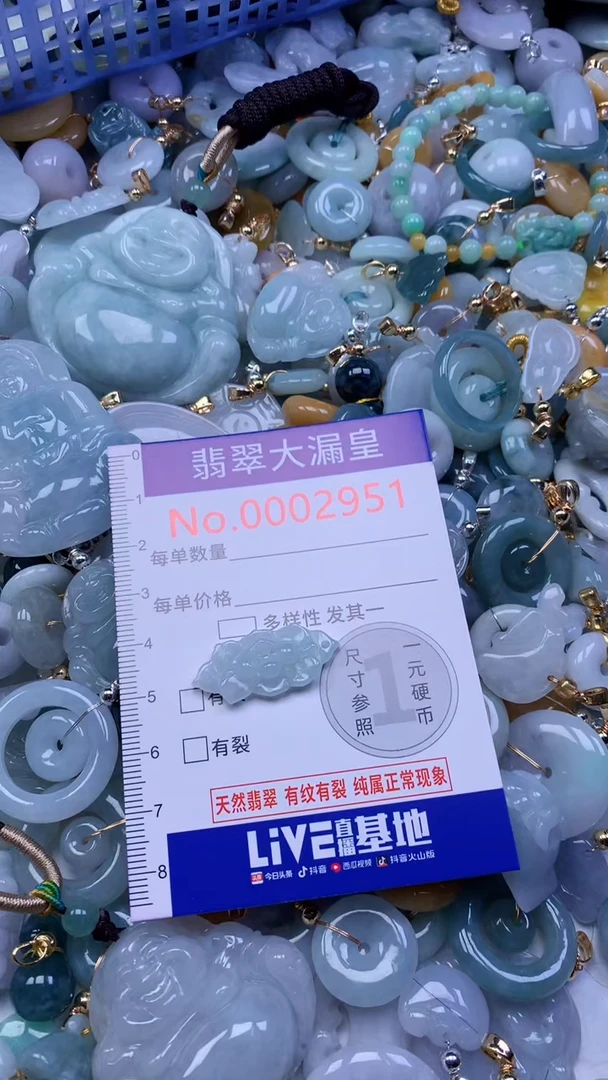 翡翠大漏皇
No.0002951
每单数量
每单价格
多样性 发其一
有裂
尺寸参照
1
一元硬币
天然翡翠 有纹有裂 纯属正常现象
LiVE直播基地
今日头条 抖音 西瓜视频 抖音火山版
0
1
2
3
4
5
6
7
8